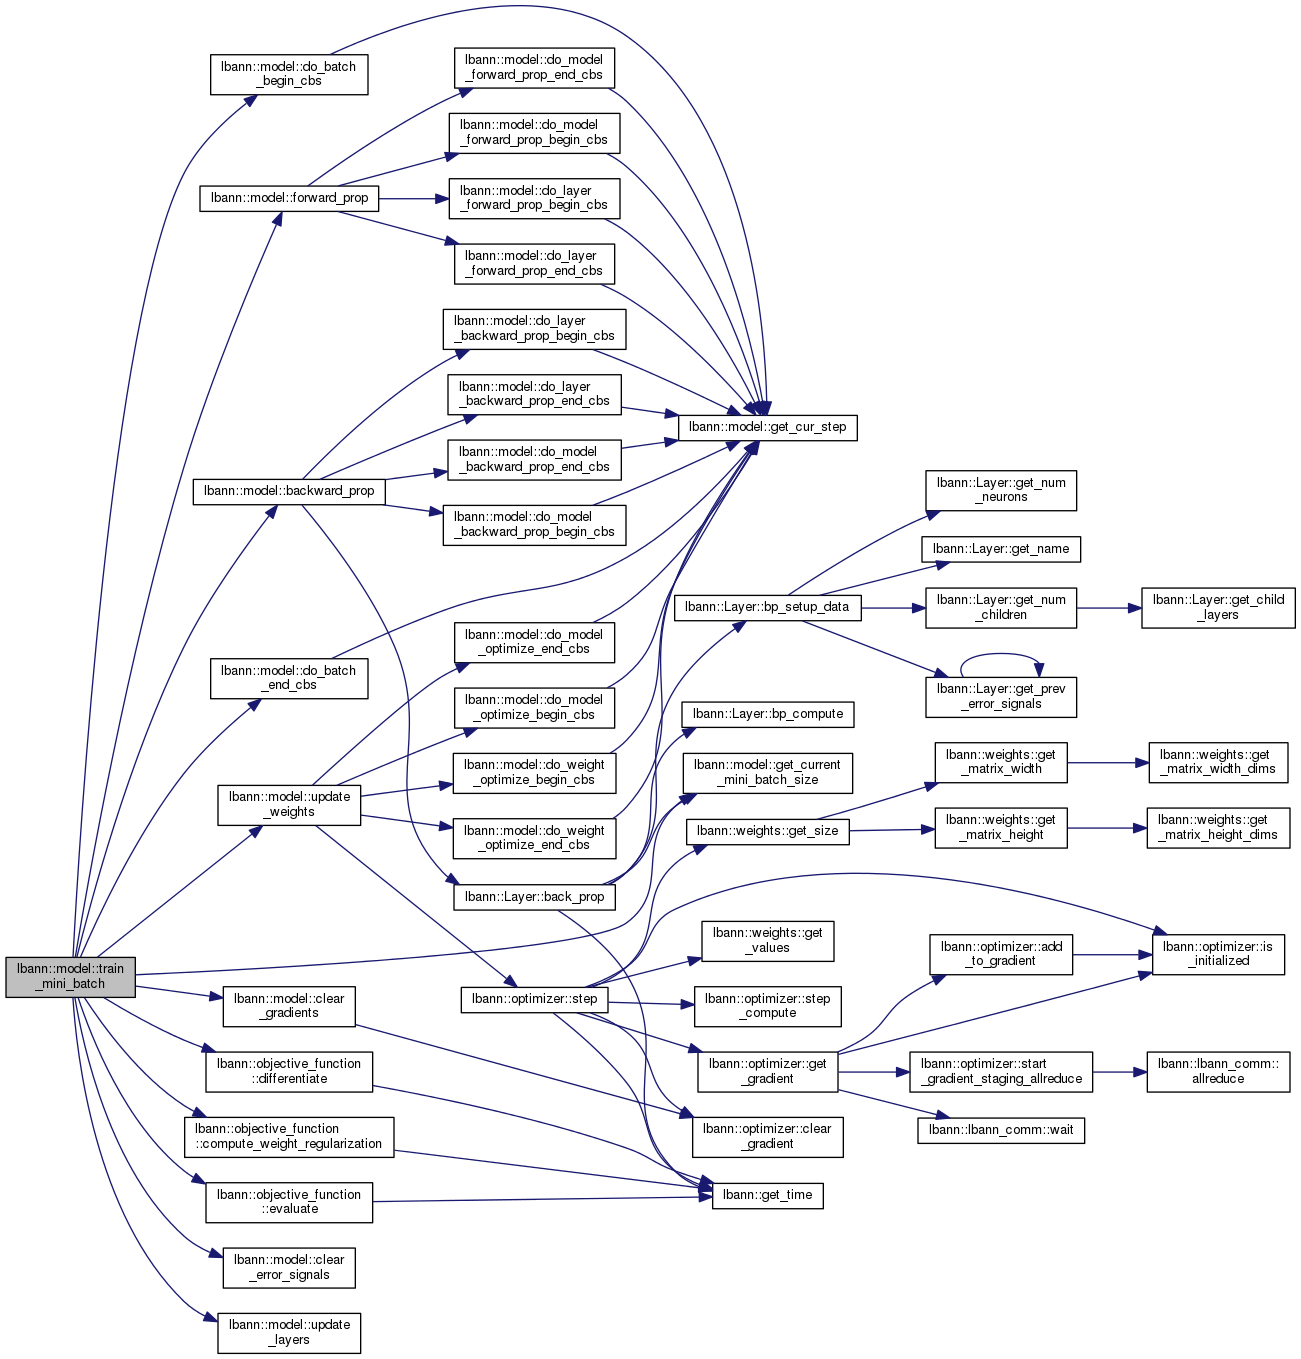 lbann::model::train
_mini_batch
lbann::model::do_batch
_begin_cbs
lbann::model::forward_prop
lbann::model::backward_prop
lbann::model::do_batch
_end_cbs
lbann::model::update
_weights
lbann::model::clear
_gradients
lbann::objective_function
::differentiate
lbann::objective_function
::compute_weight_regularization
lbann::objective_function
::evaluate
lbann::model::clear
_error_signals
lbann::model::update
_layers
lbann::model::do_model
_forward_prop_end_cbs
lbann::model::do_model
_forward_prop_begin_cbs
lbann::model::do_layer
_forward_prop_begin_cbs
lbann::model::do_layer
_forward_prop_end_cbs
lbann::model::do_layer
_backward_prop_begin_cbs
lbann::model::do_layer
_backward_prop_end_cbs
lbann::model::do_model
_backward_prop_end_cbs
lbann::model::do_model
_backward_prop_begin_cbs
lbann::model::do_model
_optimize_end_cbs
lbann::model::do_model
_optimize_begin_cbs
lbann::model::do_weight
_optimize_begin_cbs
lbann::model::do_weight
_optimize_end_cbs
lbann::Layer::back_prop
lbann::optimizer::step
lbann::model::get_cur_step
lbann::Layer::bp_setup_data
lbann::Layer::bp_compute
lbann::model::get_current
_mini_batch_size
lbann::weights::get_size
lbann::weights::get
_values
lbann::optimizer::step
_compute
lbann::optimizer::get
_gradient
lbann::optimizer::clear
_gradient
lbann::get_time
lbann::Layer::get_num
_neurons
lbann::Layer::get_name
lbann::Layer::get_num
_children
lbann::Layer::get_prev
_error_signals
lbann::weights::get
_matrix_width
lbann::weights::get
_matrix_height
lbann::optimizer::add
_to_gradient
lbann::optimizer::start
_gradient_staging_allreduce
lbann::lbann_comm::wait
lbann::Layer::get_child
_layers
lbann::weights::get
_matrix_width_dims
lbann::weights::get
_matrix_height_dims
lbann::optimizer::is
_initialized
lbann::lbann_comm::
allreduce